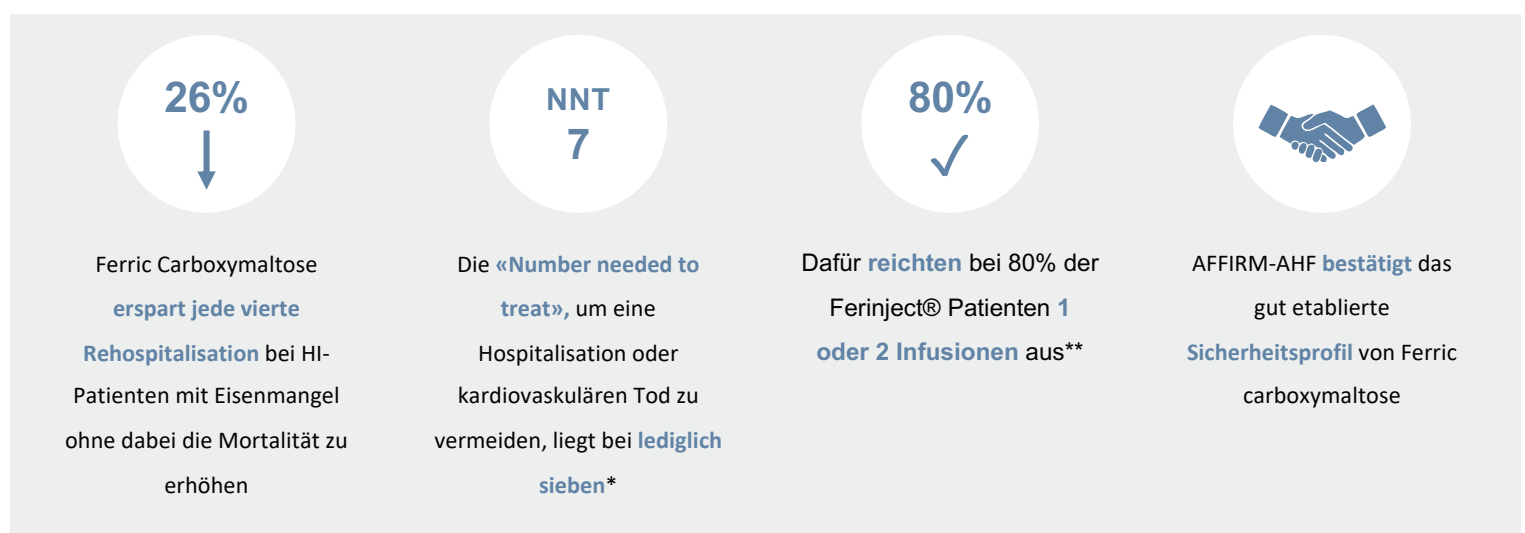 26%
Ferric Carboxymaltose
erspart jede vierte
Rehospitalisation bei HI-
Patienten mit Eisenmangel
ohne dabei die Mortalität zu
erhöhen
NNT
7
Die «Number needed to
treat», um eine
Hospitalisation oder
kardiovaskulären Tod zu
vermeiden, liegt bei lediglich
sieben*
80%
Dafür reichten bei 80% der
Ferinject® Patienten 1
oder 2 Infusionen aus**
AFFIRM-AHF bestätigt das
gut etablierte
Sicherheitsprofil von Ferric
carboxymaltose